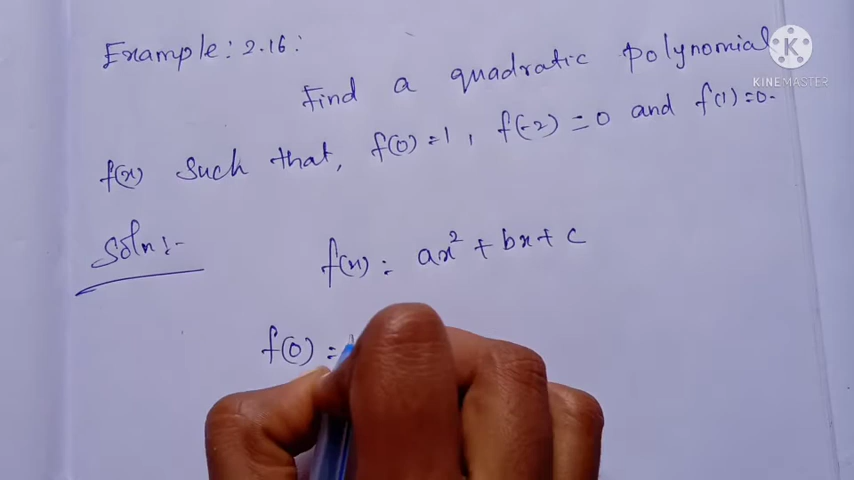 Example: 2.16:
Find a quadratic polynomial
f(x) such that, f(0)=1, f(-2)=0 and f(1)=0.
Soln:-
f(x)= ax² + bx + c
f(0) =
K
KINEMASTER